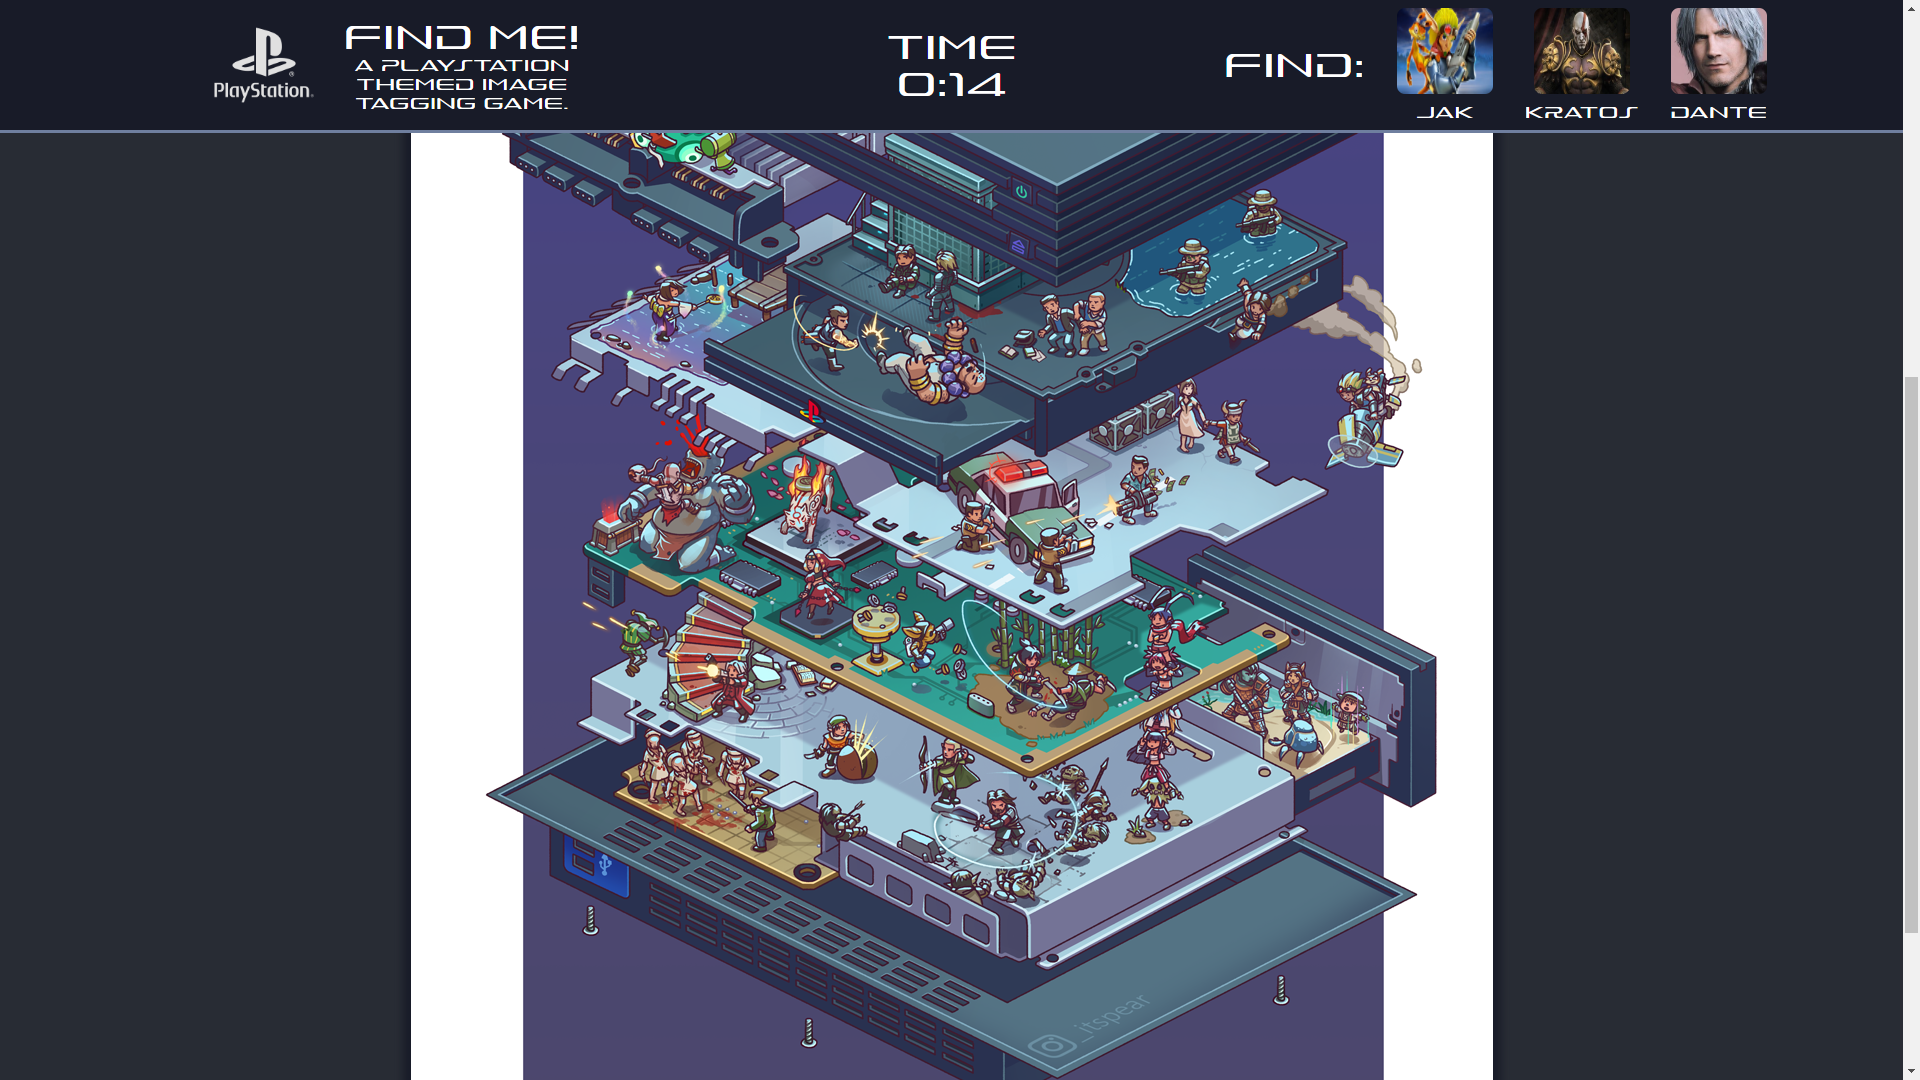 PlayStation
FIND ME!
A PLAYSTATION
THEMED IMAGE
TAGGING GAME.
TIME
0:14
FIND:
JAK
KRATOS
DANTE
_itspear